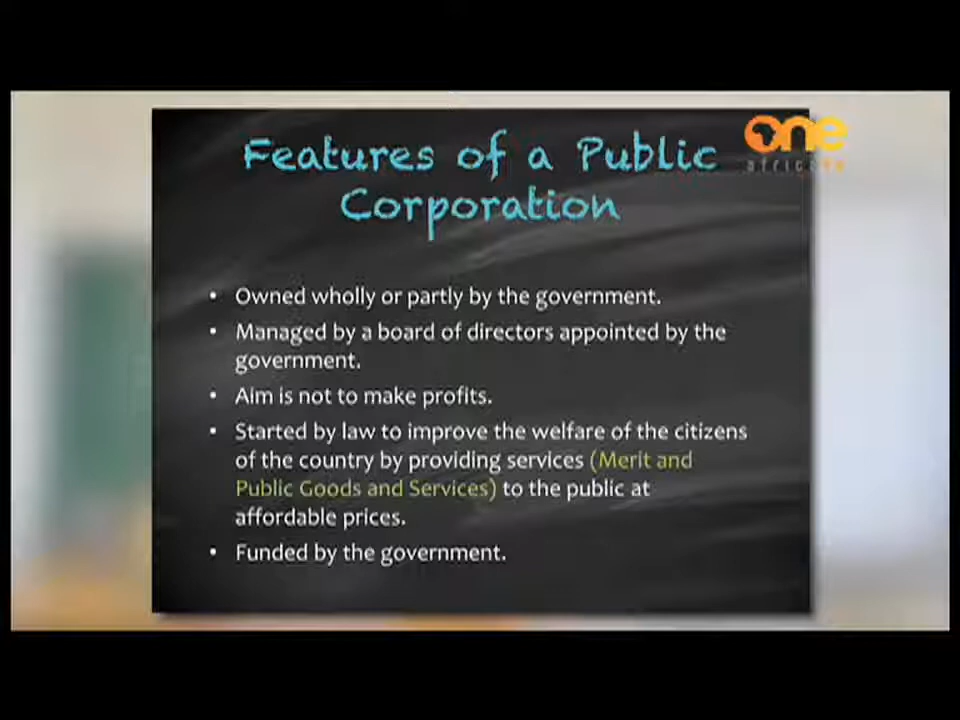 one
africa tv
Features of a Public
Corporation
• Owned wholly or partly by the government.
• Managed by a board of directors appointed by the
government.
• Aim is not to make profits.
• Started by law to improve the welfare of the citizens
of the country by providing services (Merit and
Public Goods and Services) to the public at
affordable prices.
• Funded by the government.